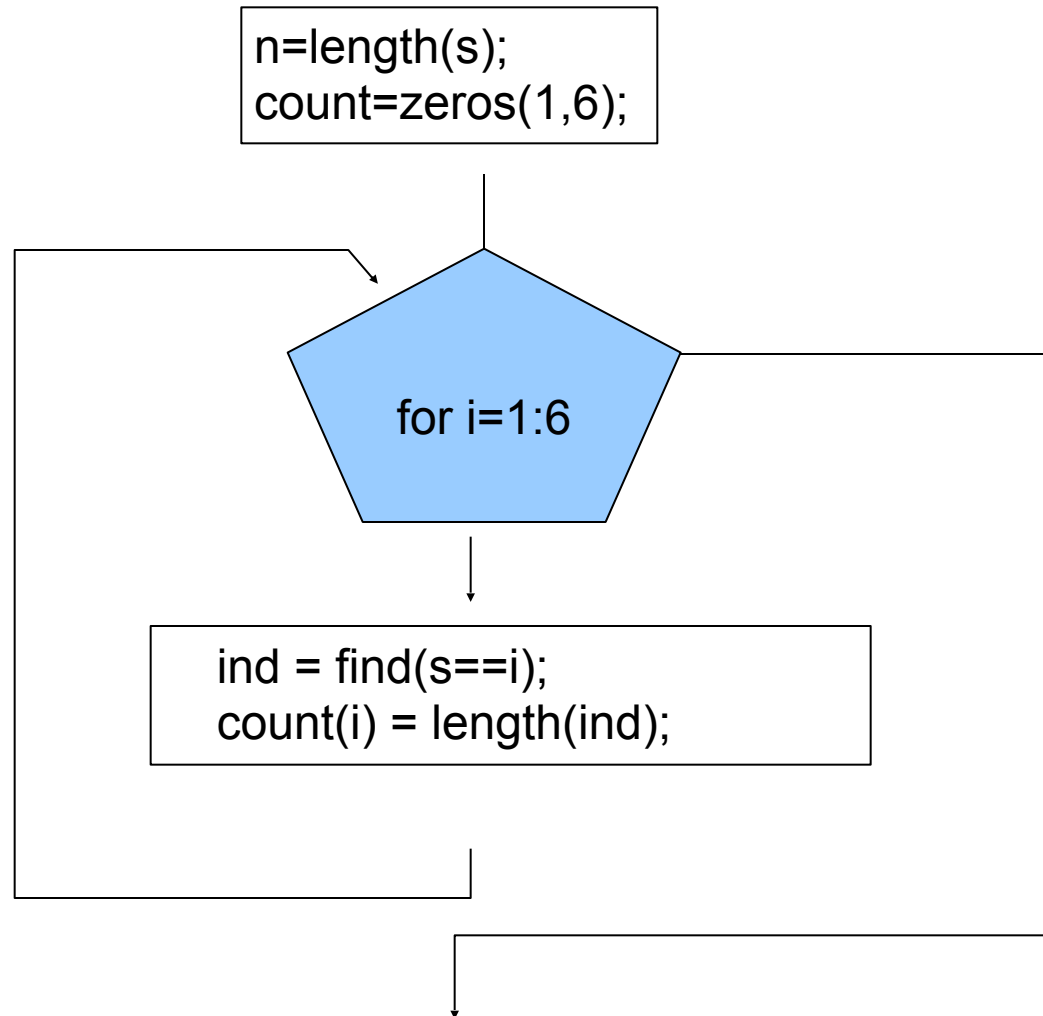 n=length(s);
count=zeros(1,6);
for i=1:6
ind = find(s==i);
count(i) = length(ind);